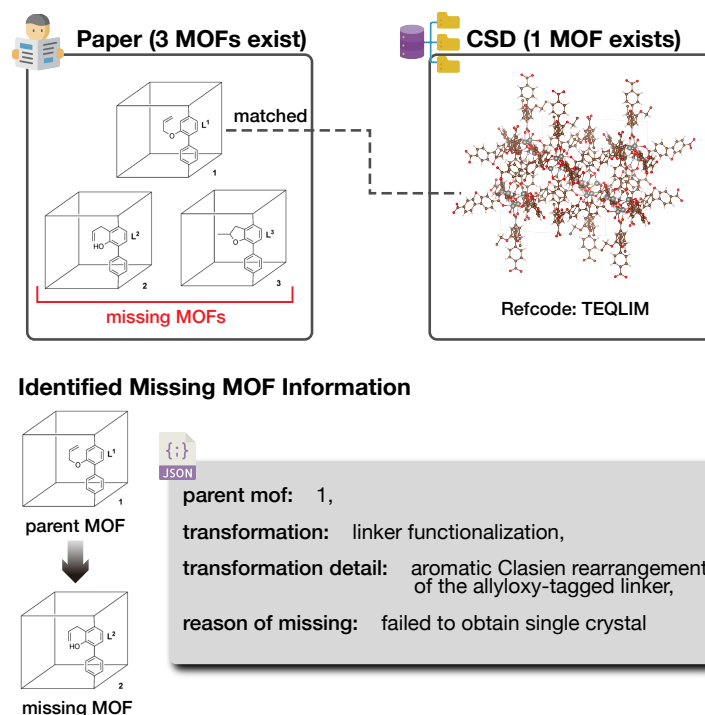 Paper (3 MOFs exist)
CSD (1 MOF exists)
matched
L1
O
1
L2
HO
2
L3
O
3
missing MOFs
Refcode: TEQLIM
Identified Missing MOF Information
L1
O
1
parent MOF
L2
HO
2
missing MOF
{;}
JSON
parent mof: 1,
transformation: linker functionalization,
transformation detail: aromatic Clasien rearrangement
of the allyloxy-tagged linker,
reason of missing: failed to obtain single crystal